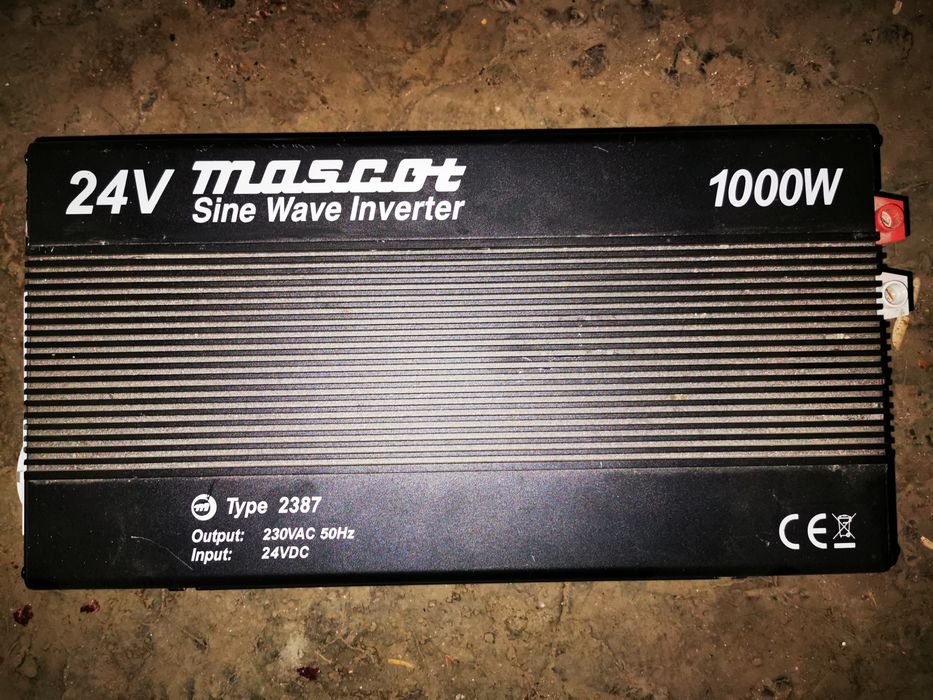 24V mascot 1000W
Sine Wave Inverter
Type 2387
Output: 230VAC 50Hz
Input: 24VDC
CE